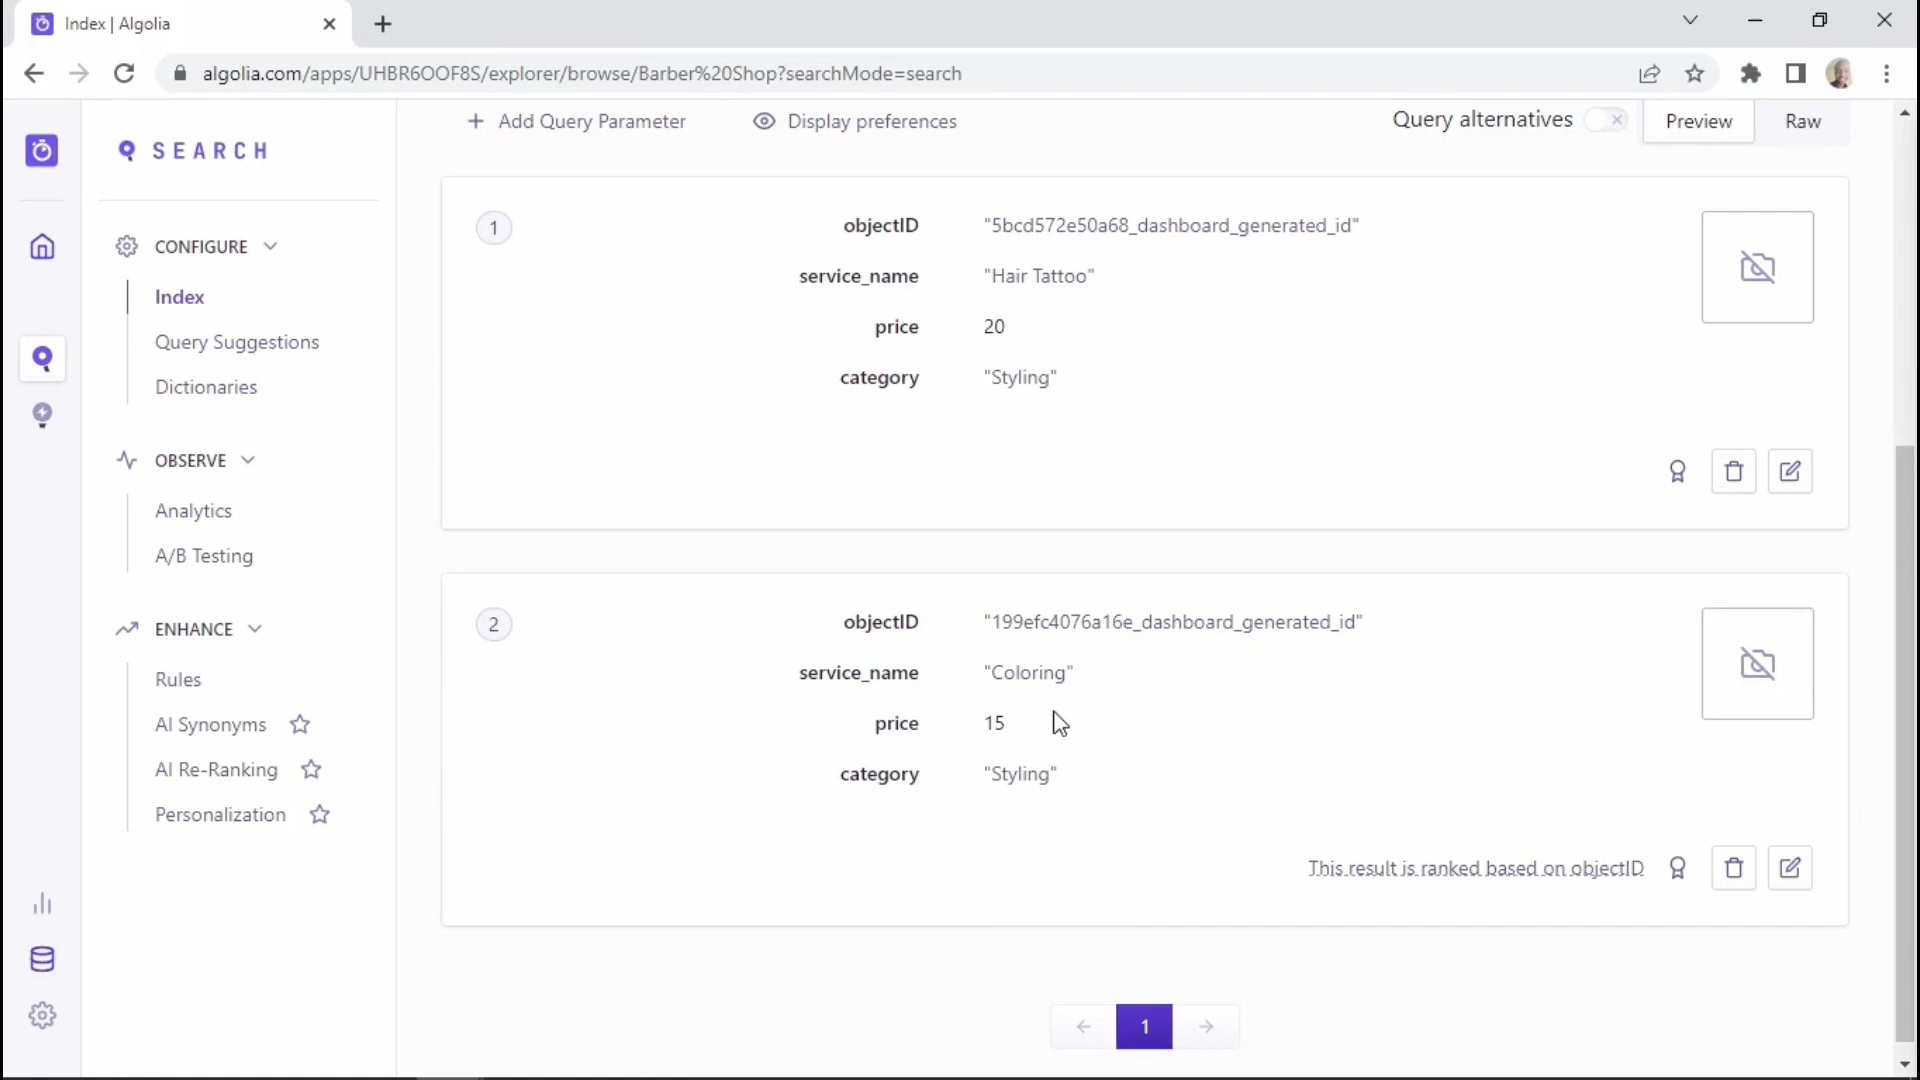 Index | Algolia
algolia.com/apps/UHBR6OOF8S/explorer/browse/Barber%20Shop?searchMode=search
SEARCH
CONFIGURE
Index
Query Suggestions
Dictionaries
OBSERVE
Analytics
A/B Testing
ENHANCE
Rules
AI Synonyms
AI Re-Ranking
Personalization
Add Query Parameter
Display preferences
Query alternatives
Preview
Raw
1
objectID "5bcd572e50a68_dashboard_generated_id"
service_name "Hair Tattoo"
price 20
category "Styling"
2
objectID "199efc4076a16e_dashboard_generated_id"
service_name "Coloring"
price 15
category "Styling"
This result is ranked based on objectID
1